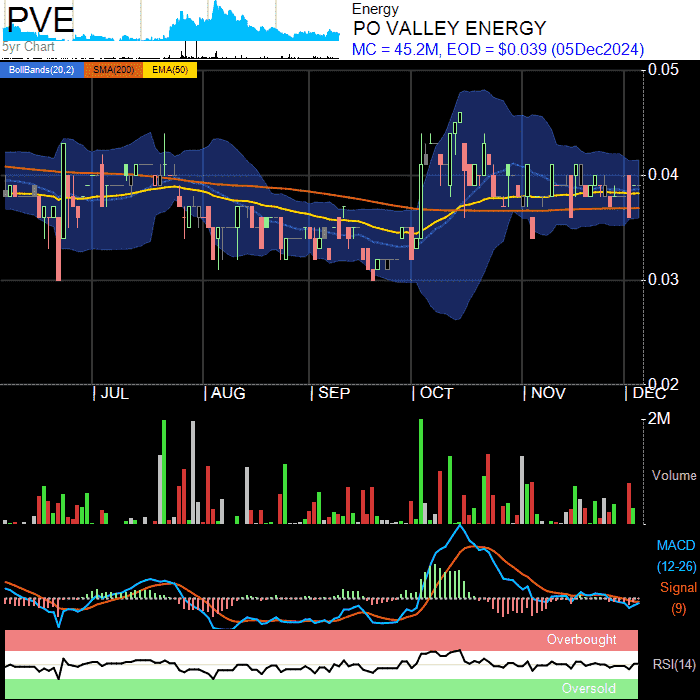 PVE
5yr Chart
Energy
PO VALLEY ENERGY
MC = 45.2M, EOD = $0.039 (05Dec2024)
BollBands(20,2) SMA(200) EMA(50)
0.05
0.04
0.03
0.02
JUL AUG SEP OCT NOV DEC
2M
Volume
MACD
(12-26)
Signal
(9)
Overbought
RSI(14)
Oversold